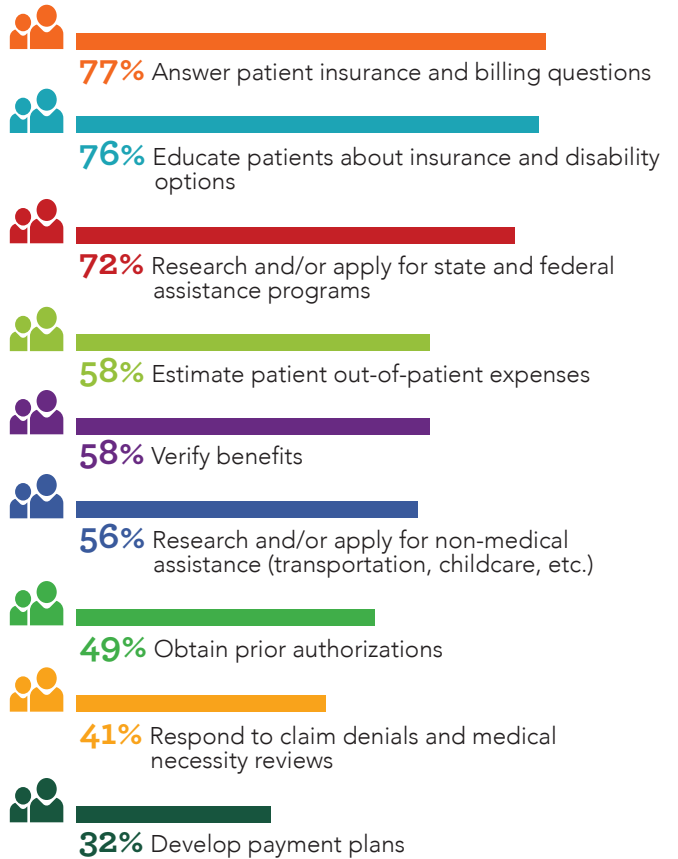 77% Answer patient insurance and billing questions
76% Educate patients about insurance and disability
options
72% Research and/or apply for state and federal
assistance programs
58% Estimate patient out-of-patient expenses
58% Verify benefits
56% Research and/or apply for non-medical
assistance (transportation, childcare, etc.)
49% Obtain prior authorizations
41% Respond to claim denials and medical
necessity reviews
32% Develop payment plans